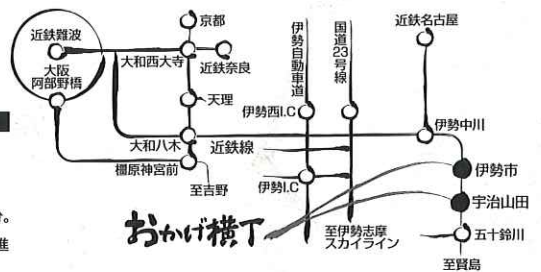 京都
近鉄難波
大和西大寺
近鉄奈良
大阪
阿部野橋
天理
大和八木
橿原神宮前
至吉野
近鉄線
伊勢自動車道
国道23号線
近鉄名古屋
伊勢西I.C
伊勢中川
伊勢I.C
伊勢市
宇治山田
五十鈴川
至賢島
至伊勢志摩
スカイライン
おかげ横丁
。
進